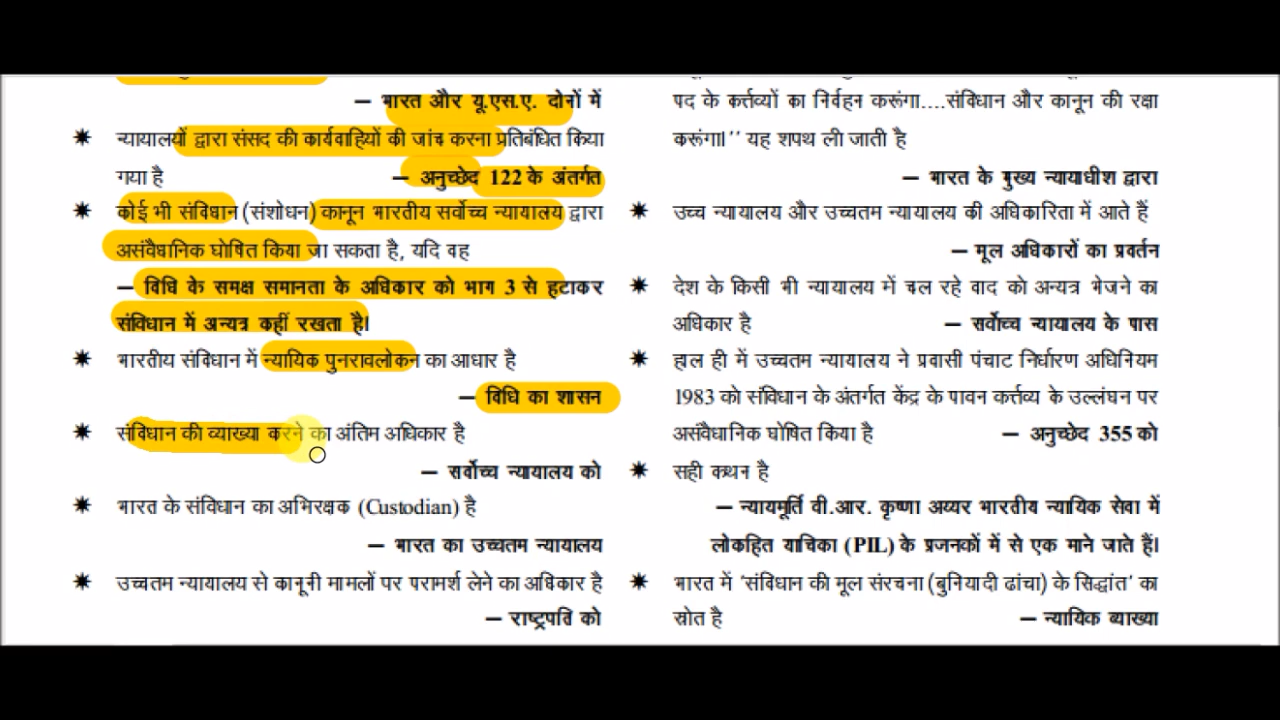 — भारत और यू.एस.ए. दोनों में
✷ न्यायालयों द्वारा संसद की कार्यवाहियों की जांच करना प्रतिबंधित किया
गया है — अनुच्छेद 122 के अंतर्गत
✷ कोई भी संविधान (संशोधन) कानून भारतीय सर्वोच्च न्यायालय द्वारा
असंवैधानिक घोषित किया जा सकता है, यदि वह
— विधि के समक्ष समानता के अधिकार को भाग 3 से हटाकर
संविधान में अन्यत्र कहीं रखता है।
✷ भारतीय संविधान में न्यायिक पुनरावलोकन का आधार है
— विधि का शासन
✷ संविधान की व्याख्या करने का अंतिम अधिकार है
— सर्वोच्च न्यायालय को
✷ भारत के संविधान का अभिरक्षक (Custodian) है
— भारत का उच्चतम न्यायालय
✷ उच्चतम न्यायालय से कानूनी मामलों पर परामर्श लेने का अधिकार है
— राष्ट्रपति को
पद के कर्त्तव्यों का निर्वहन करूंगा....संविधान और कानून की रक्षा
करूंगा।'' यह शपथ ली जाती है
— भारत के मुख्य न्यायाधीश द्वारा
✷ उच्च न्यायालय और उच्चतम न्यायालय की अधिकारिता में आते हैं
— मूल अधिकारों का प्रवर्तन
✷ देश के किसी भी न्यायालय में चल रहे वाद को अन्यत्र भेजने का
अधिकार है — सर्वोच्च न्यायालय के पास
✷ हाल ही में उच्चतम न्यायालय ने प्रवासी पंचाट निर्धारण अधिनियम
1983 को संविधान के अंतर्गत केंद्र के पावन कर्त्तव्य के उल्लंघन पर
असंवैधानिक घोषित किया है — अनुच्छेद 355 को
✷ सही कथन है
— न्यायमूर्ति वी.आर. कृष्णा अय्यर भारतीय न्यायिक सेवा में
लोकहित याचिका (PIL) के प्रजनकों में से एक माने जाते हैं।
✷ भारत में 'संविधान की मूल संरचना (बुनियादी ढांचा) के सिद्धांत' का
स्रोत है — न्यायिक व्याख्या